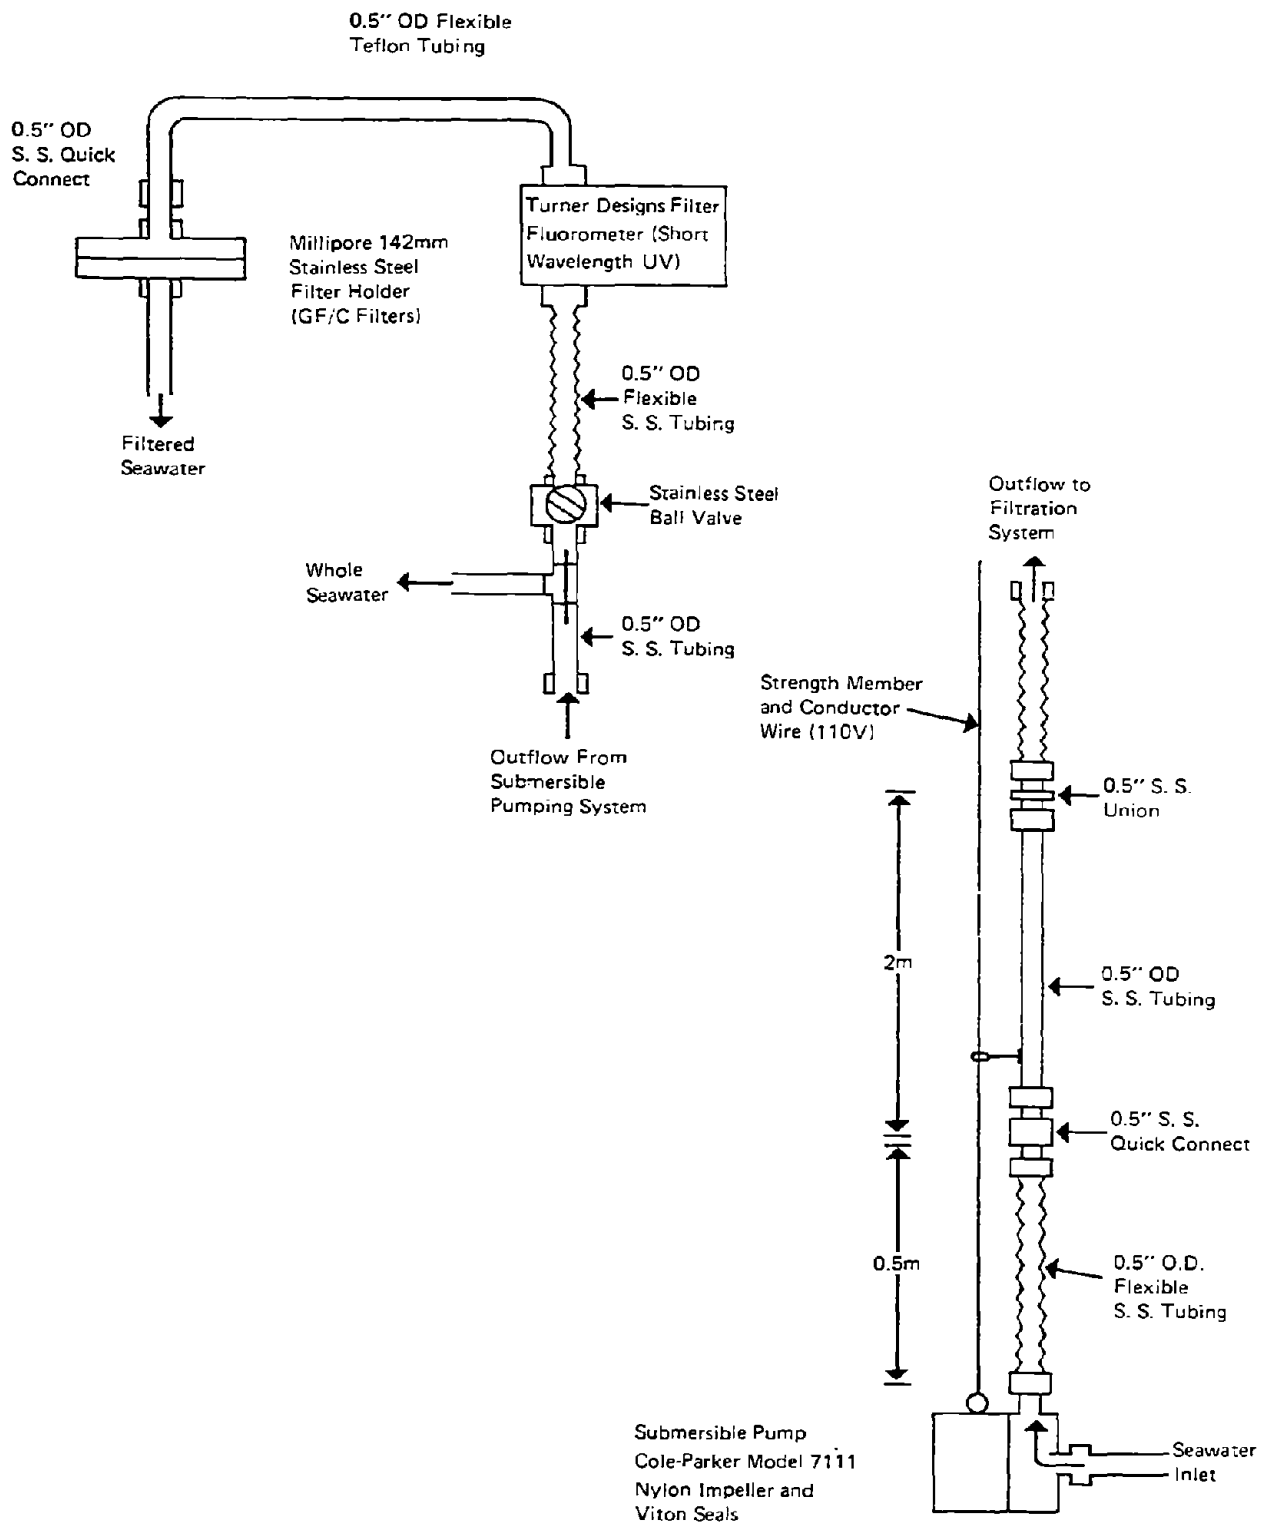 0.5" OD Flexible
Teflon Tubing
0.5" OD
S. S. Quick
Connect
Turner Designs Filter
Fluorometer (Short
Wavelength UV)
Millipore 142mm
Stainless Steel
Filter Holder
(GF/C Filters)
0.5" OD
Flexible
S. S. Tubing
Filtered
Seawater
Stainless Steel
Ball Valve
Whole
Seawater
0.5" OD
S. S. Tubing
Outflow From
Submersible
Pumping System
Outflow to
Filtration
System
Strength Member
and Conductor
Wire (110V)
0.5" S. S.
Union
2m
0.5" OD
S. S. Tubing
0.5" S. S.
Quick Connect
0.5m
0.5" O.D.
Flexible
S. S. Tubing
Submersible Pump
Cole-Parker Model 7111
Nylon Impeller and
Viton Seals
Seawater
Inlet